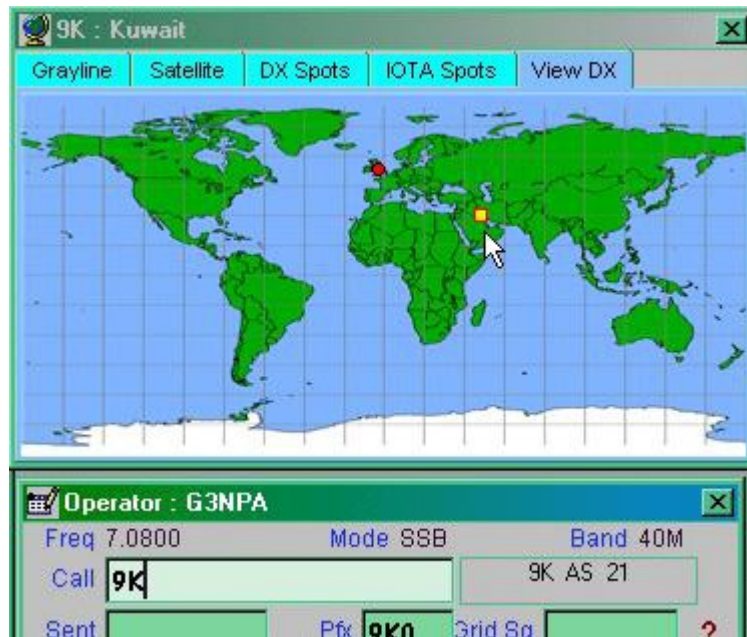 9K : Kuwait
Grayline Satellite DX Spots IOTA Spots View DX
Operator : G3NPA
Freq 7.0800 Mode SSB Band 40M
Call 9K 9K AS 21
Sent Pfx 9K0 Grid Sq ?